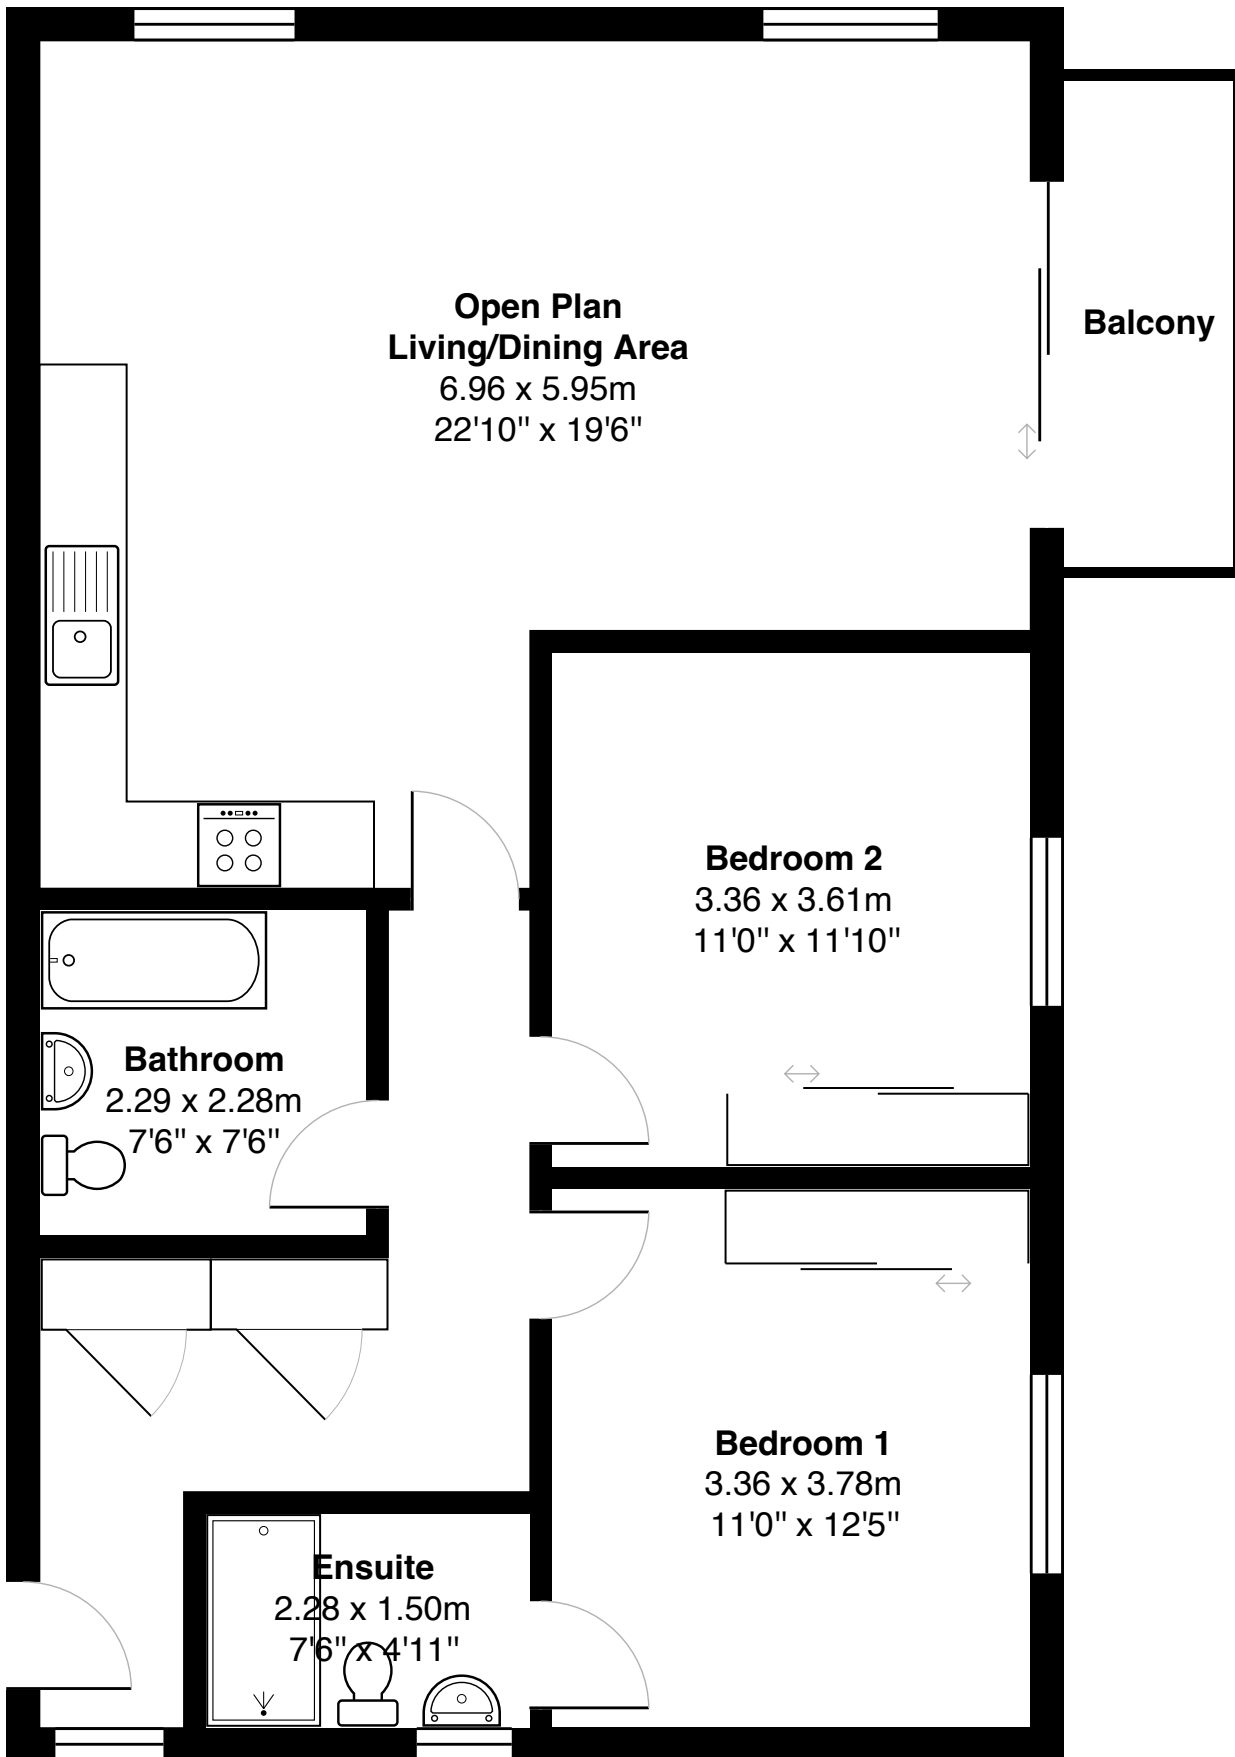 Open Plan
Living/Dining Area
6.96 x 5.95m
22'10" x 19'6"
Balcony
Bedroom 2
3.36 x 3.61m
11'0" x 11'10"
Bathroom
2.29 x 2.28m
7'6" x 7'6"
Bedroom 1
3.36 x 3.78m
11'0" x 12'5"
Ensuite
2.28 x 1.50m
7'6" x 4'11"